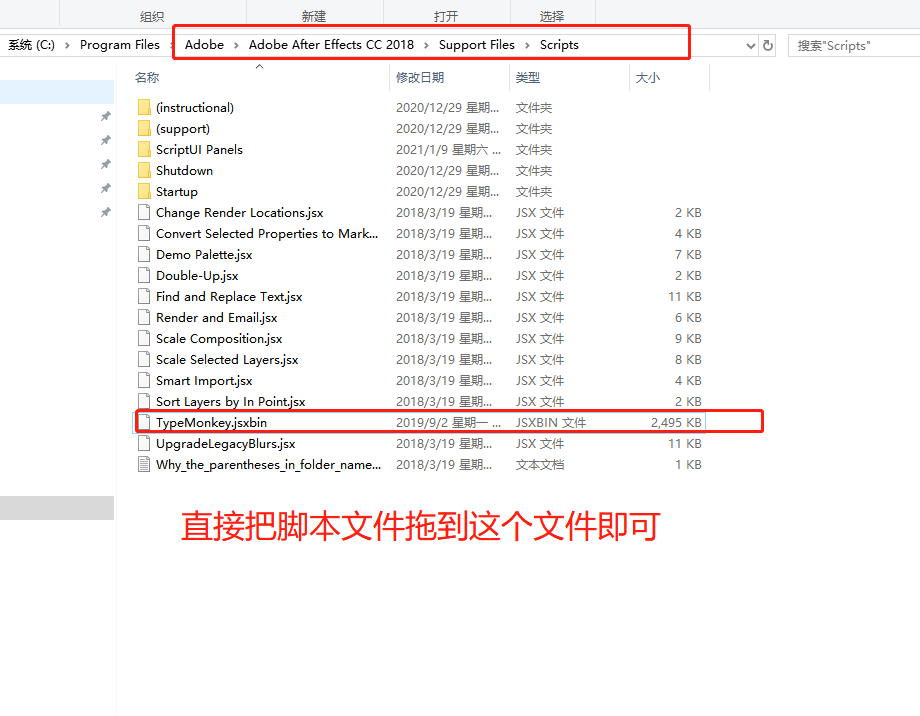 组织 新建 打开 选择
系统 (C:) › Program Files › Adobe › Adobe After Effects CC 2018 › Support Files › Scripts 搜索"Scripts"
名称 修改日期 类型 大小
(instructional) 2020/12/29 星期... 文件夹
(support) 2020/12/29 星期... 文件夹
ScriptUI Panels 2021/1/9 星期六 ... 文件夹
Shutdown 2020/12/29 星期... 文件夹
Startup 2020/12/29 星期... 文件夹
Change Render Locations.jsx 2018/3/19 星期... JSX 文件 2 KB
Convert Selected Properties to Mark... 2018/3/19 星期... JSX 文件 4 KB
Demo Palette.jsx 2018/3/19 星期... JSX 文件 7 KB
Double-Up.jsx 2018/3/19 星期... JSX 文件 2 KB
Find and Replace Text.jsx 2018/3/19 星期... JSX 文件 11 KB
Render and Email.jsx 2018/3/19 星期... JSX 文件 6 KB
Scale Composition.jsx 2018/3/19 星期... JSX 文件 9 KB
Scale Selected Layers.jsx 2018/3/19 星期... JSX 文件 8 KB
Smart Import.jsx 2018/3/19 星期... JSX 文件 4 KB
Sort Layers by In Point.jsx 2018/3/19 星期... JSX 文件 2 KB
TypeMonkey.jsxbin 2019/9/2 星期一 ... JSXBIN 文件 2,495 KB
UpgradeLegacyBlurs.jsx 2018/3/19 星期... JSX 文件 11 KB
Why_the_parentheses_in_folder_name... 2018/3/19 星期... 文本文档 1 KB
直接把脚本文件拖到这个文件即可